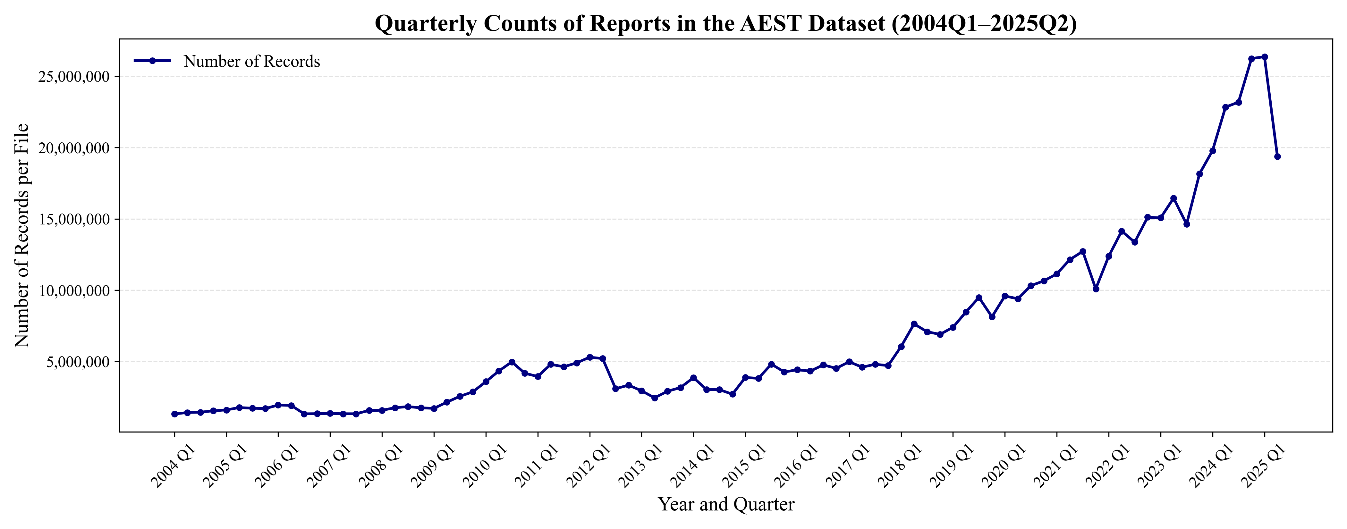 Quarterly Counts of Reports in the AEST Dataset (2004Q1–2025Q2)
Number of Records
Number of Records per File
25,000,000
20,000,000
15,000,000
10,000,000
5,000,000
2004 Q1
2005 Q1
2006 Q1
2007 Q1
2008 Q1
2009 Q1
2010 Q1
2011 Q1
2012 Q1
2013 Q1
2014 Q1
2015 Q1
2016 Q1
2017 Q1
2018 Q1
2019 Q1
2020 Q1
2021 Q1
2022 Q1
2023 Q1
2024 Q1
2025 Q1
Year and Quarter